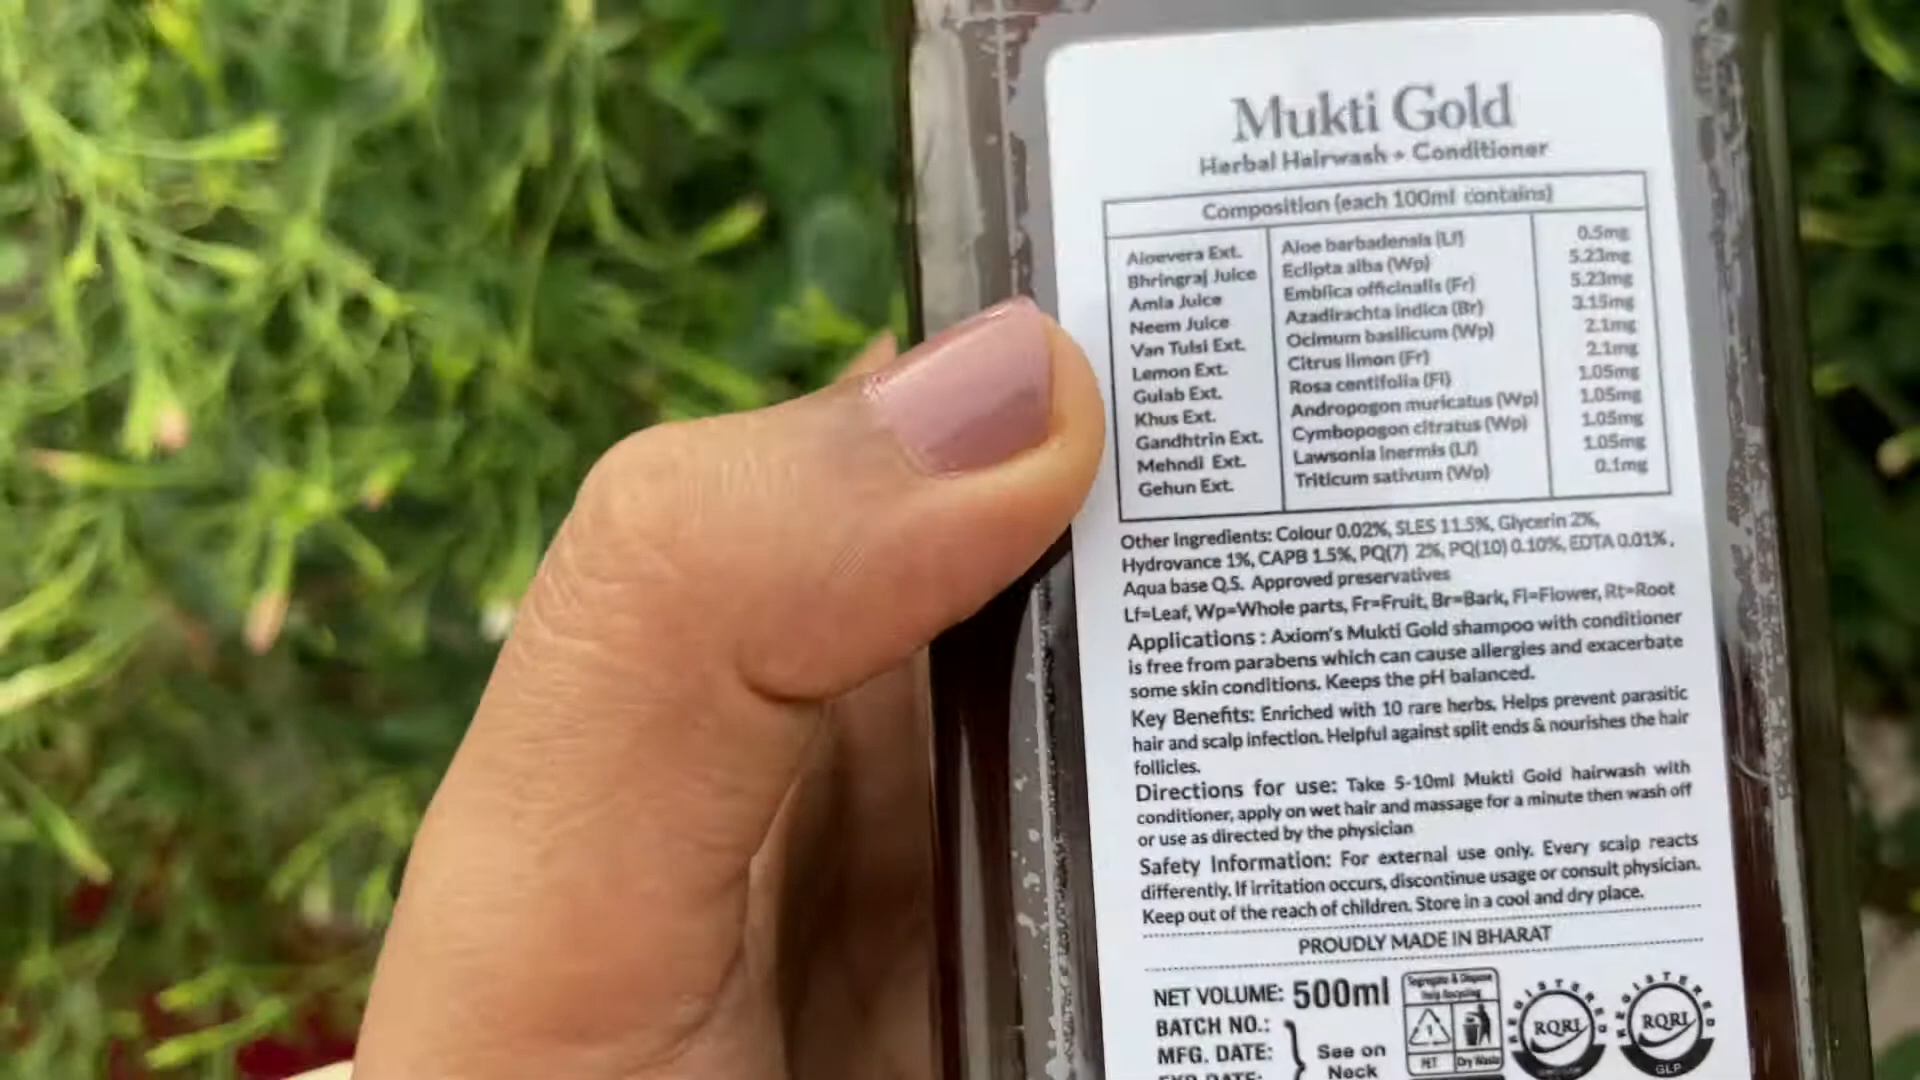 Mukti Gold
Herbal Hairwash + Conditioner
Composition (each 100ml contains)
Aloevera Ext. Aloe barbadensis (Lf) 0.5mg
Bhringraj Juice Eclipta alba (Wp) 5.23mg
Amla Juice Emblica officinalis (Fr) 5.23mg
Neem Juice Azadirachta indica (Br) 3.15mg
Van Tulsi Ext. Ocimum basilicum (Wp) 2.1mg
Lemon Ext. Citrus limon (Fr) 2.1mg
Gulab Ext. Rosa centifolia (Fl) 1.05mg
Khus Ext. Andropogon muricatus (Wp) 1.05mg
Gandhtrin Ext. Cymbopogon citratus (Wp) 1.05mg
Mehndi Ext. Lawsonia inermis (Lf) 1.05mg
Gehun Ext. Triticum sativum (Wp) 0.1mg
Other Ingredients: Colour 0.02%, SLES 11.5%, Glycerin 2%,
Hydrovance 1%, CAPB 1.5%, PQ(7) 2%, PQ(10) 0.10%, EDTA 0.01%,
Aqua base Q.S. Approved preservatives
Lf=Leaf, Wp=Whole parts, Fr=Fruit, Br=Bark, Fl=Flower, Rt=Root
Applications : Axiom's Mukti Gold shampoo with conditioner
is free from parabens which can cause allergies and exacerbate
some skin conditions. Keeps the pH balanced.
Key Benefits: Enriched with 10 rare herbs. Helps prevent parasitic
hair and scalp infection. Helpful against split ends & nourishes the hair
follicles.
Directions for use: Take 5-10ml Mukti Gold hairwash with
conditioner, apply on wet hair and massage for a minute then wash off
or use as directed by the physician
Safety Information: For external use only. Every scalp reacts
differently. If irritation occurs, discontinue usage or consult physician.
Keep out of the reach of children. Store in a cool and dry place.
PROUDLY MADE IN BHARAT
NET VOLUME: 500ml
BATCH NO.:
MFG. DATE:
EXP DATE:
See on
Neck
Segregate & Dispose
Help Recycling
1
PET Dry Waste
REGISTERED
RQRI
REGISTERED
RQRI
GLP